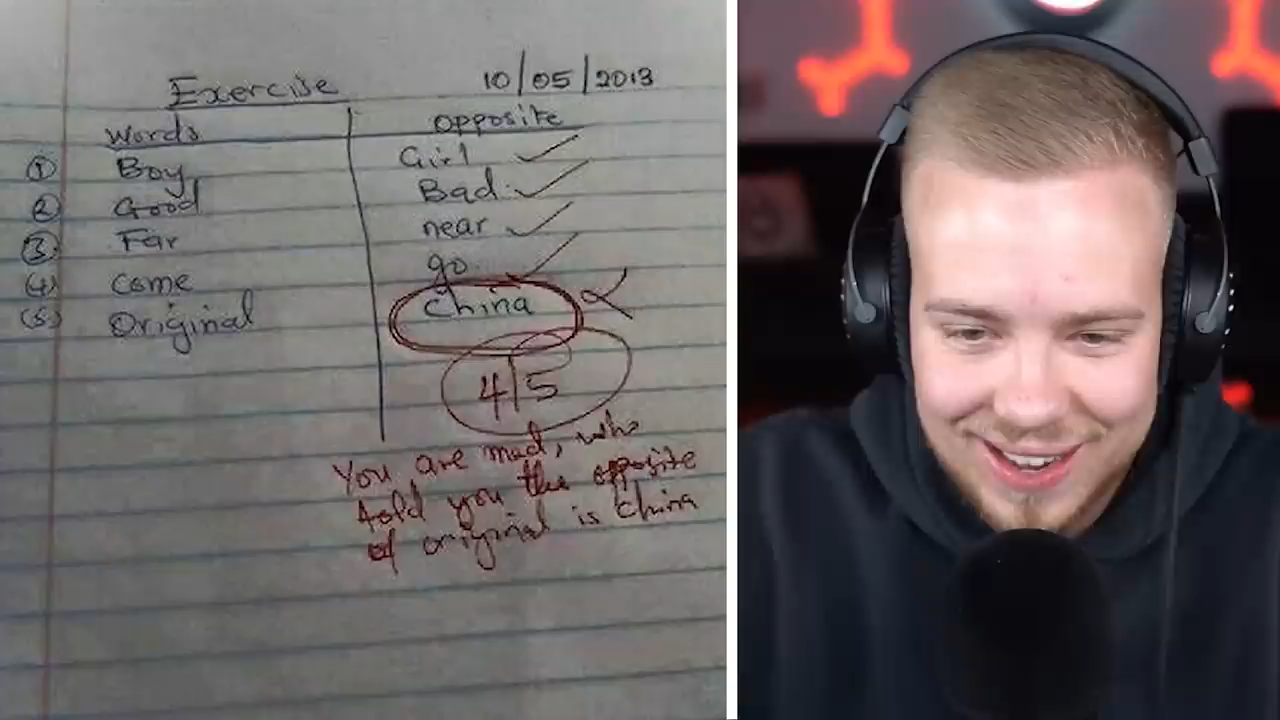 Exercise 10/05/2013
Words Opposite
(1) Boy Girl
(2) Good Bad
(3) Far near
(4) Come go
(5) Original China
4/5
You are mad, who
told you the opposite
of original is China